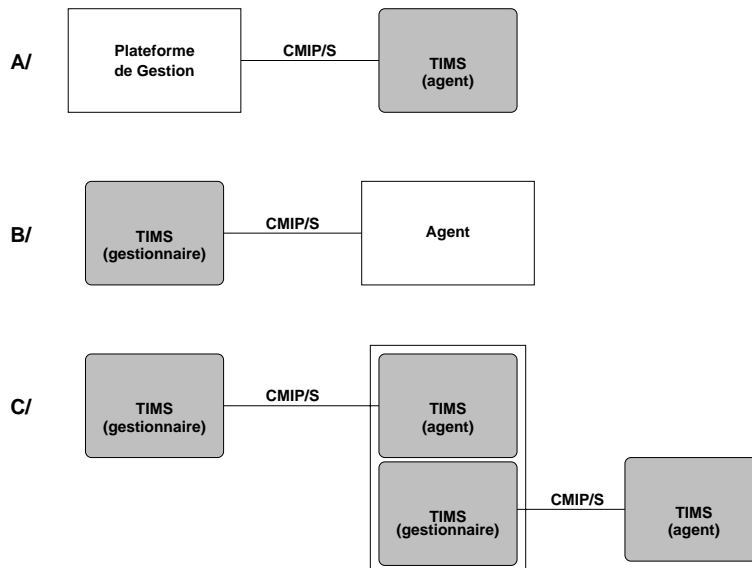 A/
Plateforme
de Gestion
CMIP/S
TIMS
(agent)
B/
TIMS
(gestionnaire)
CMIP/S
Agent
C/
TIMS
(gestionnaire)
CMIP/S
TIMS
(agent)
TIMS
(gestionnaire)
CMIP/S
TIMS
(agent)